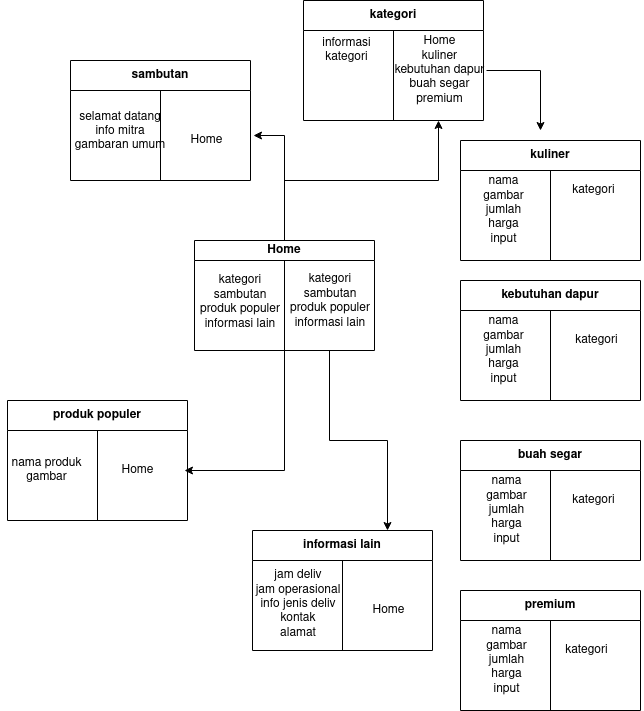 kategori
informasi
kategori
Home
kuliner
kebutuhan dapur
buah segar
premium
sambutan
selamat datang
info mitra
gambaran umum
Home
kuliner
nama
gambar
jumlah
harga
input
kategori
Home
kategori
sambutan
produk populer
informasi lain
kategori
sambutan
produk populer
informasi lain
kebutuhan dapur
nama
gambar
jumlah
harga
input
kategori
produk populer
nama produk
gambar
Home
buah segar
nama
gambar
jumlah
harga
input
kategori
informasi lain
jam deliv
jam operasional
info jenis deliv
kontak
alamat
Home
premium
nama
gambar
jumlah
harga
input
kategori